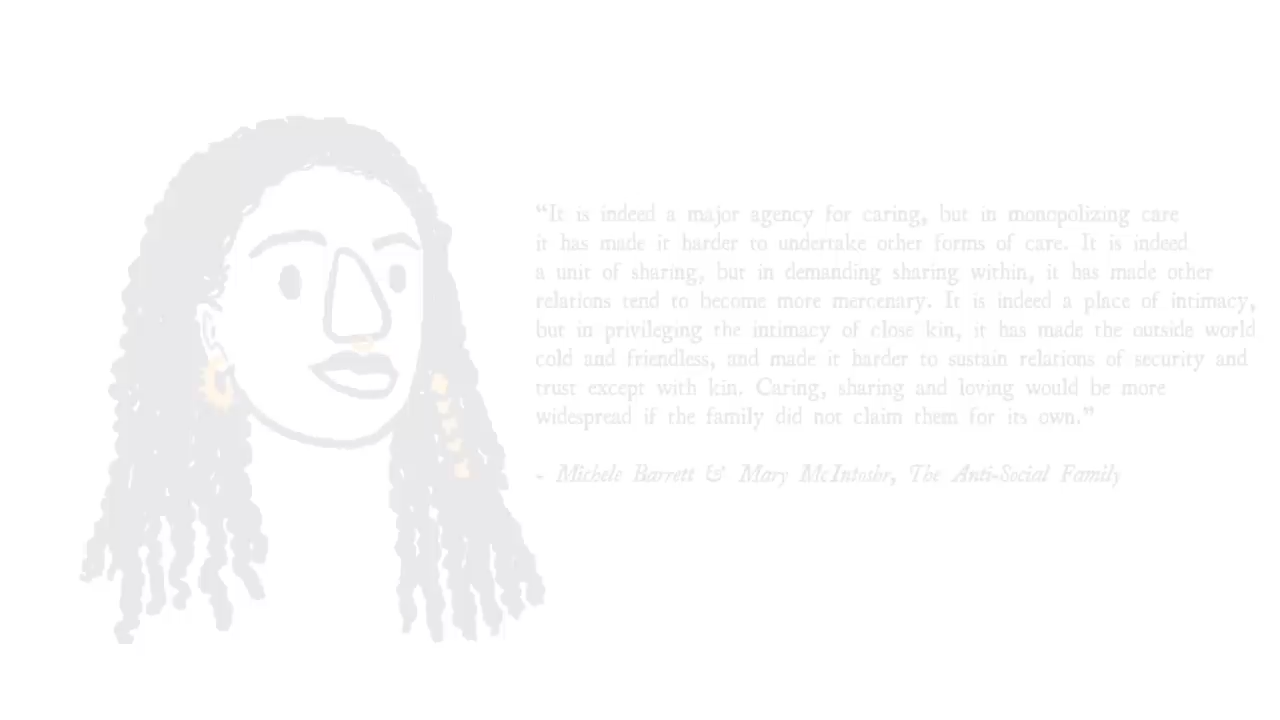 “It is indeed a major agency for caring, but in monopolizing care
it has made it harder to undertake other forms of care. It is indeed
a unit of sharing, but in demanding sharing within, it has made other
relations tend to become more mercenary. It is indeed a place of intimacy,
but in privileging the intimacy of close kin, it has made the outside world
cold and friendless, and made it harder to sustain relations of security and
trust except with kin. Caring, sharing and loving would be more
widespread if the family did not claim them for its own.”
- Michele Barrett & Mary McIntoshr, The Anti-Social Family